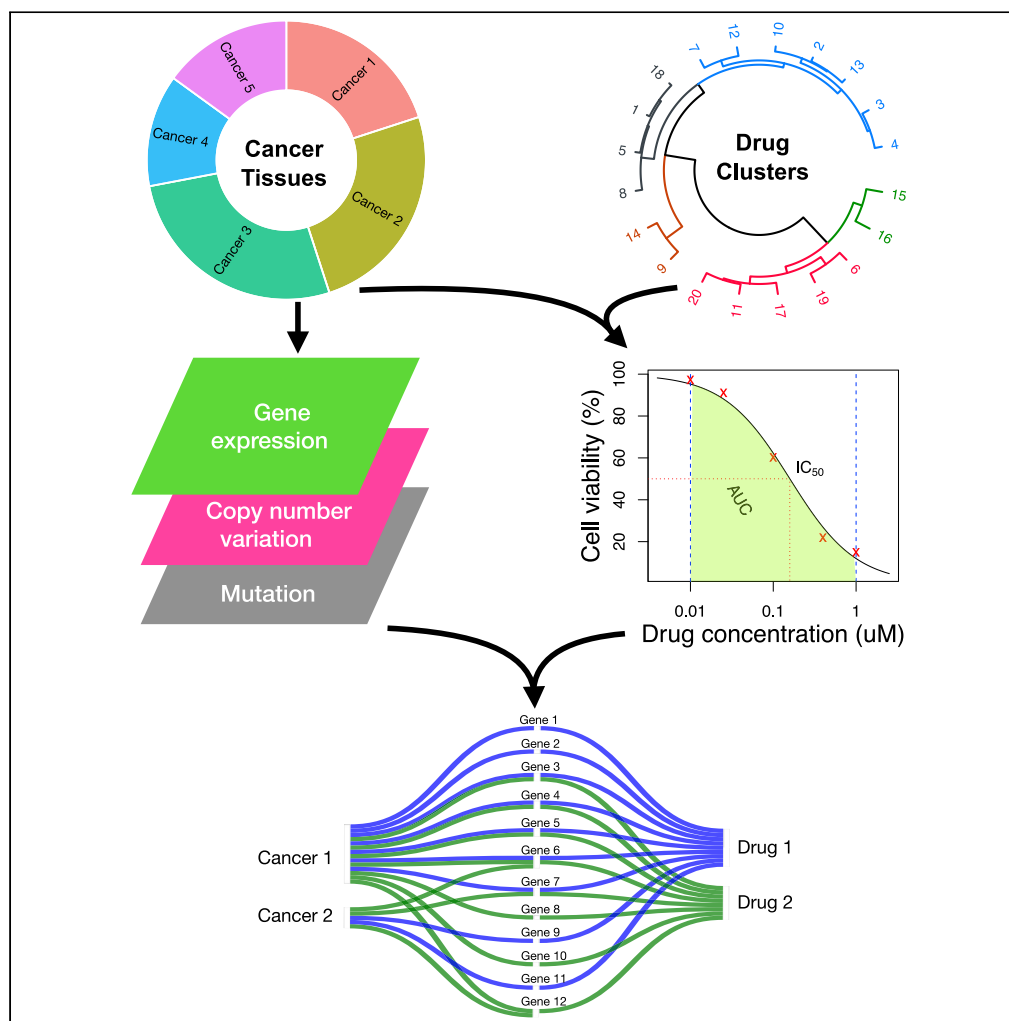 Cancer 1
Cancer 2
Cancer 3
Cancer 4
Cancer 5
Cancer
Tissues
18
7
12
10
2
13
3
4
1
5
8
14
9
15
16
6
19
17
11
20
Drug
Clusters
Gene
expression
Copy number
variation
Mutation
Cell viability (%)
100
80
60
40
20
x
x
x
x
x
IC50
AUC
0.01
0.1
1
Drug concentration (uM)
Gene 1
Gene 2
Gene 3
Gene 4
Gene 5
Gene 6
Gene 7
Gene 8
Gene 9
Gene 10
Gene 11
Gene 12
Cancer 1
Cancer 2
Drug 1
Drug 2